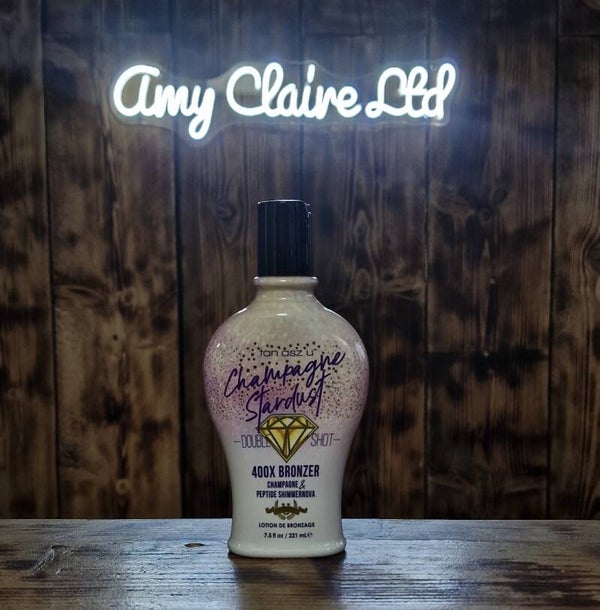 Amy Claire Ltd
tan asz u
Champagne
Stardust
DOUBLE SHOT
400X BRONZER
CHAMPAGNE &
PEPTIDE SHIMMERNOVA
LOTION DE BRONZAGE
7.5 fl oz / 221 mL e